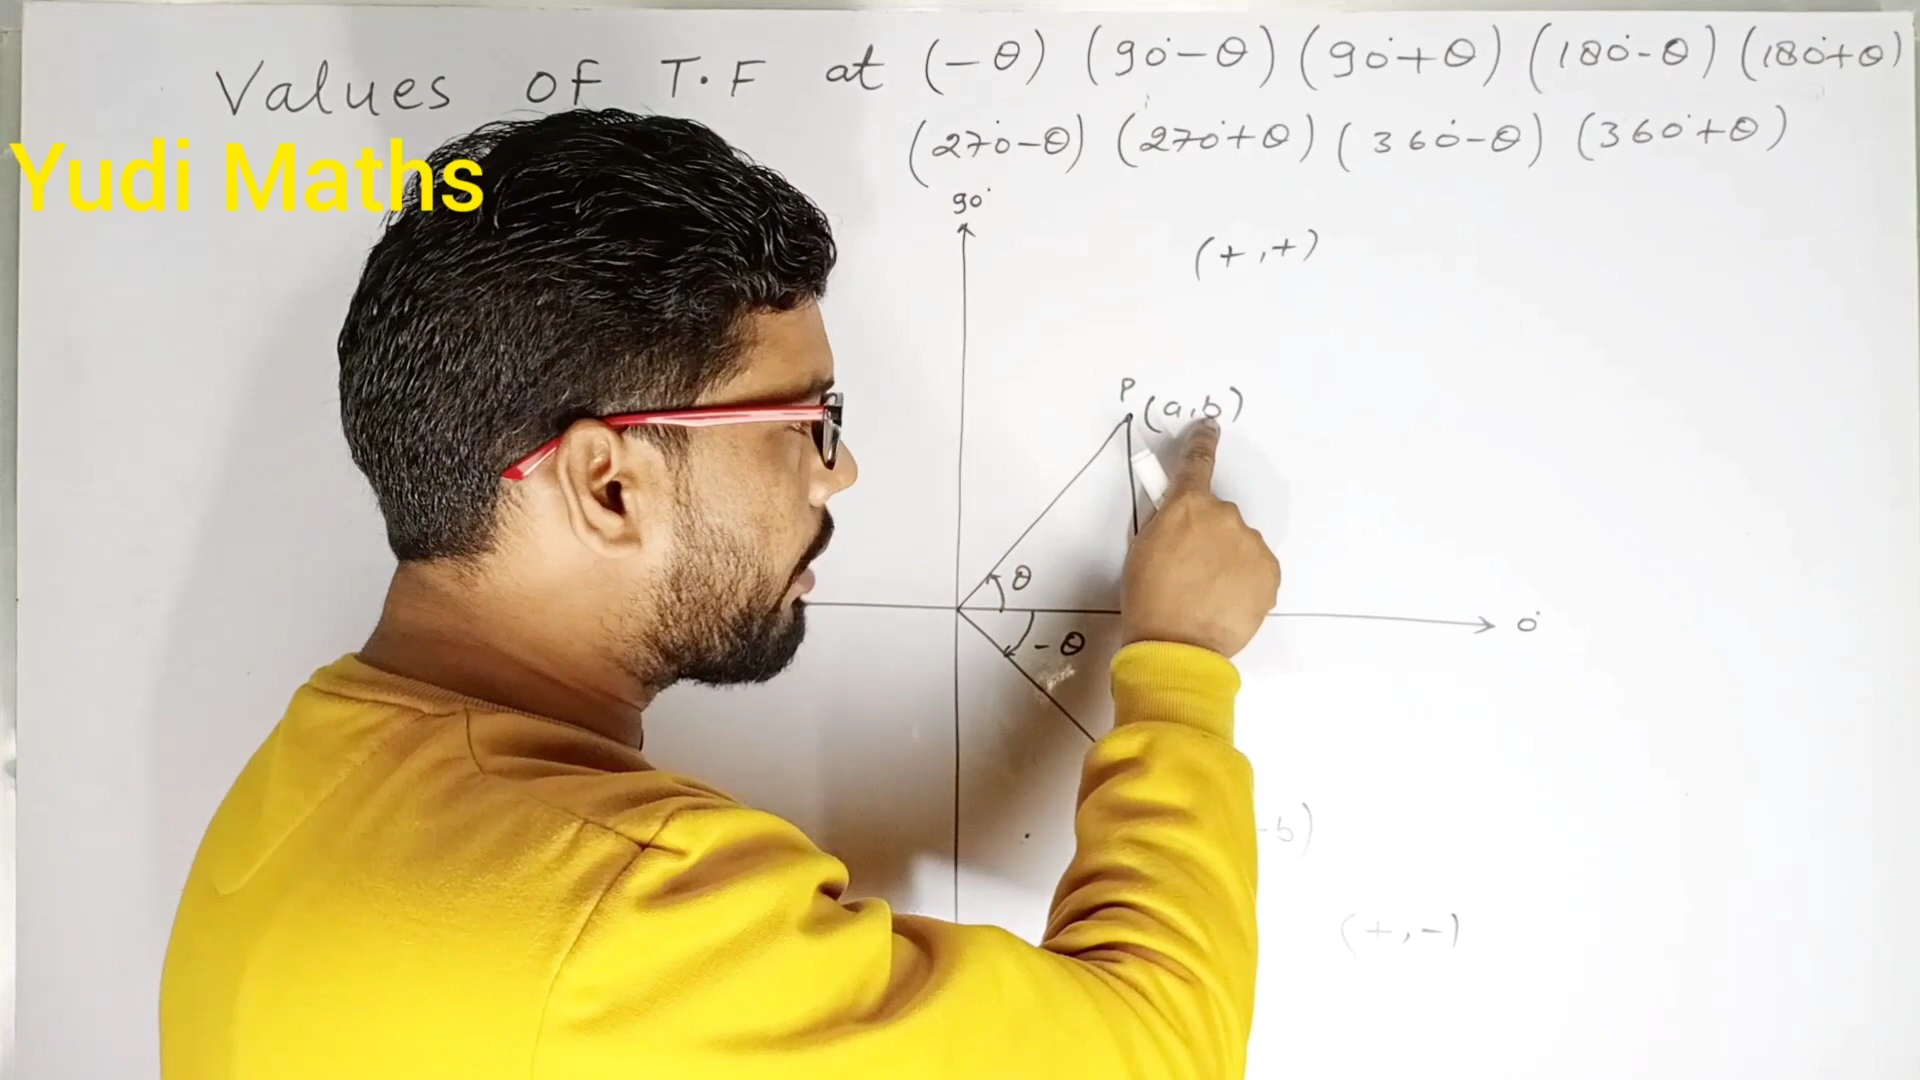 Values of T.F at (-θ) (90°-θ) (90°+θ) (180°-θ) (180°+θ)
(270°-θ) (270°+θ) (360°-θ) (360°+θ)
Yudi Maths
90°
(+,+)
P (a,b)
θ
0°
-θ
-b)
(+,-)